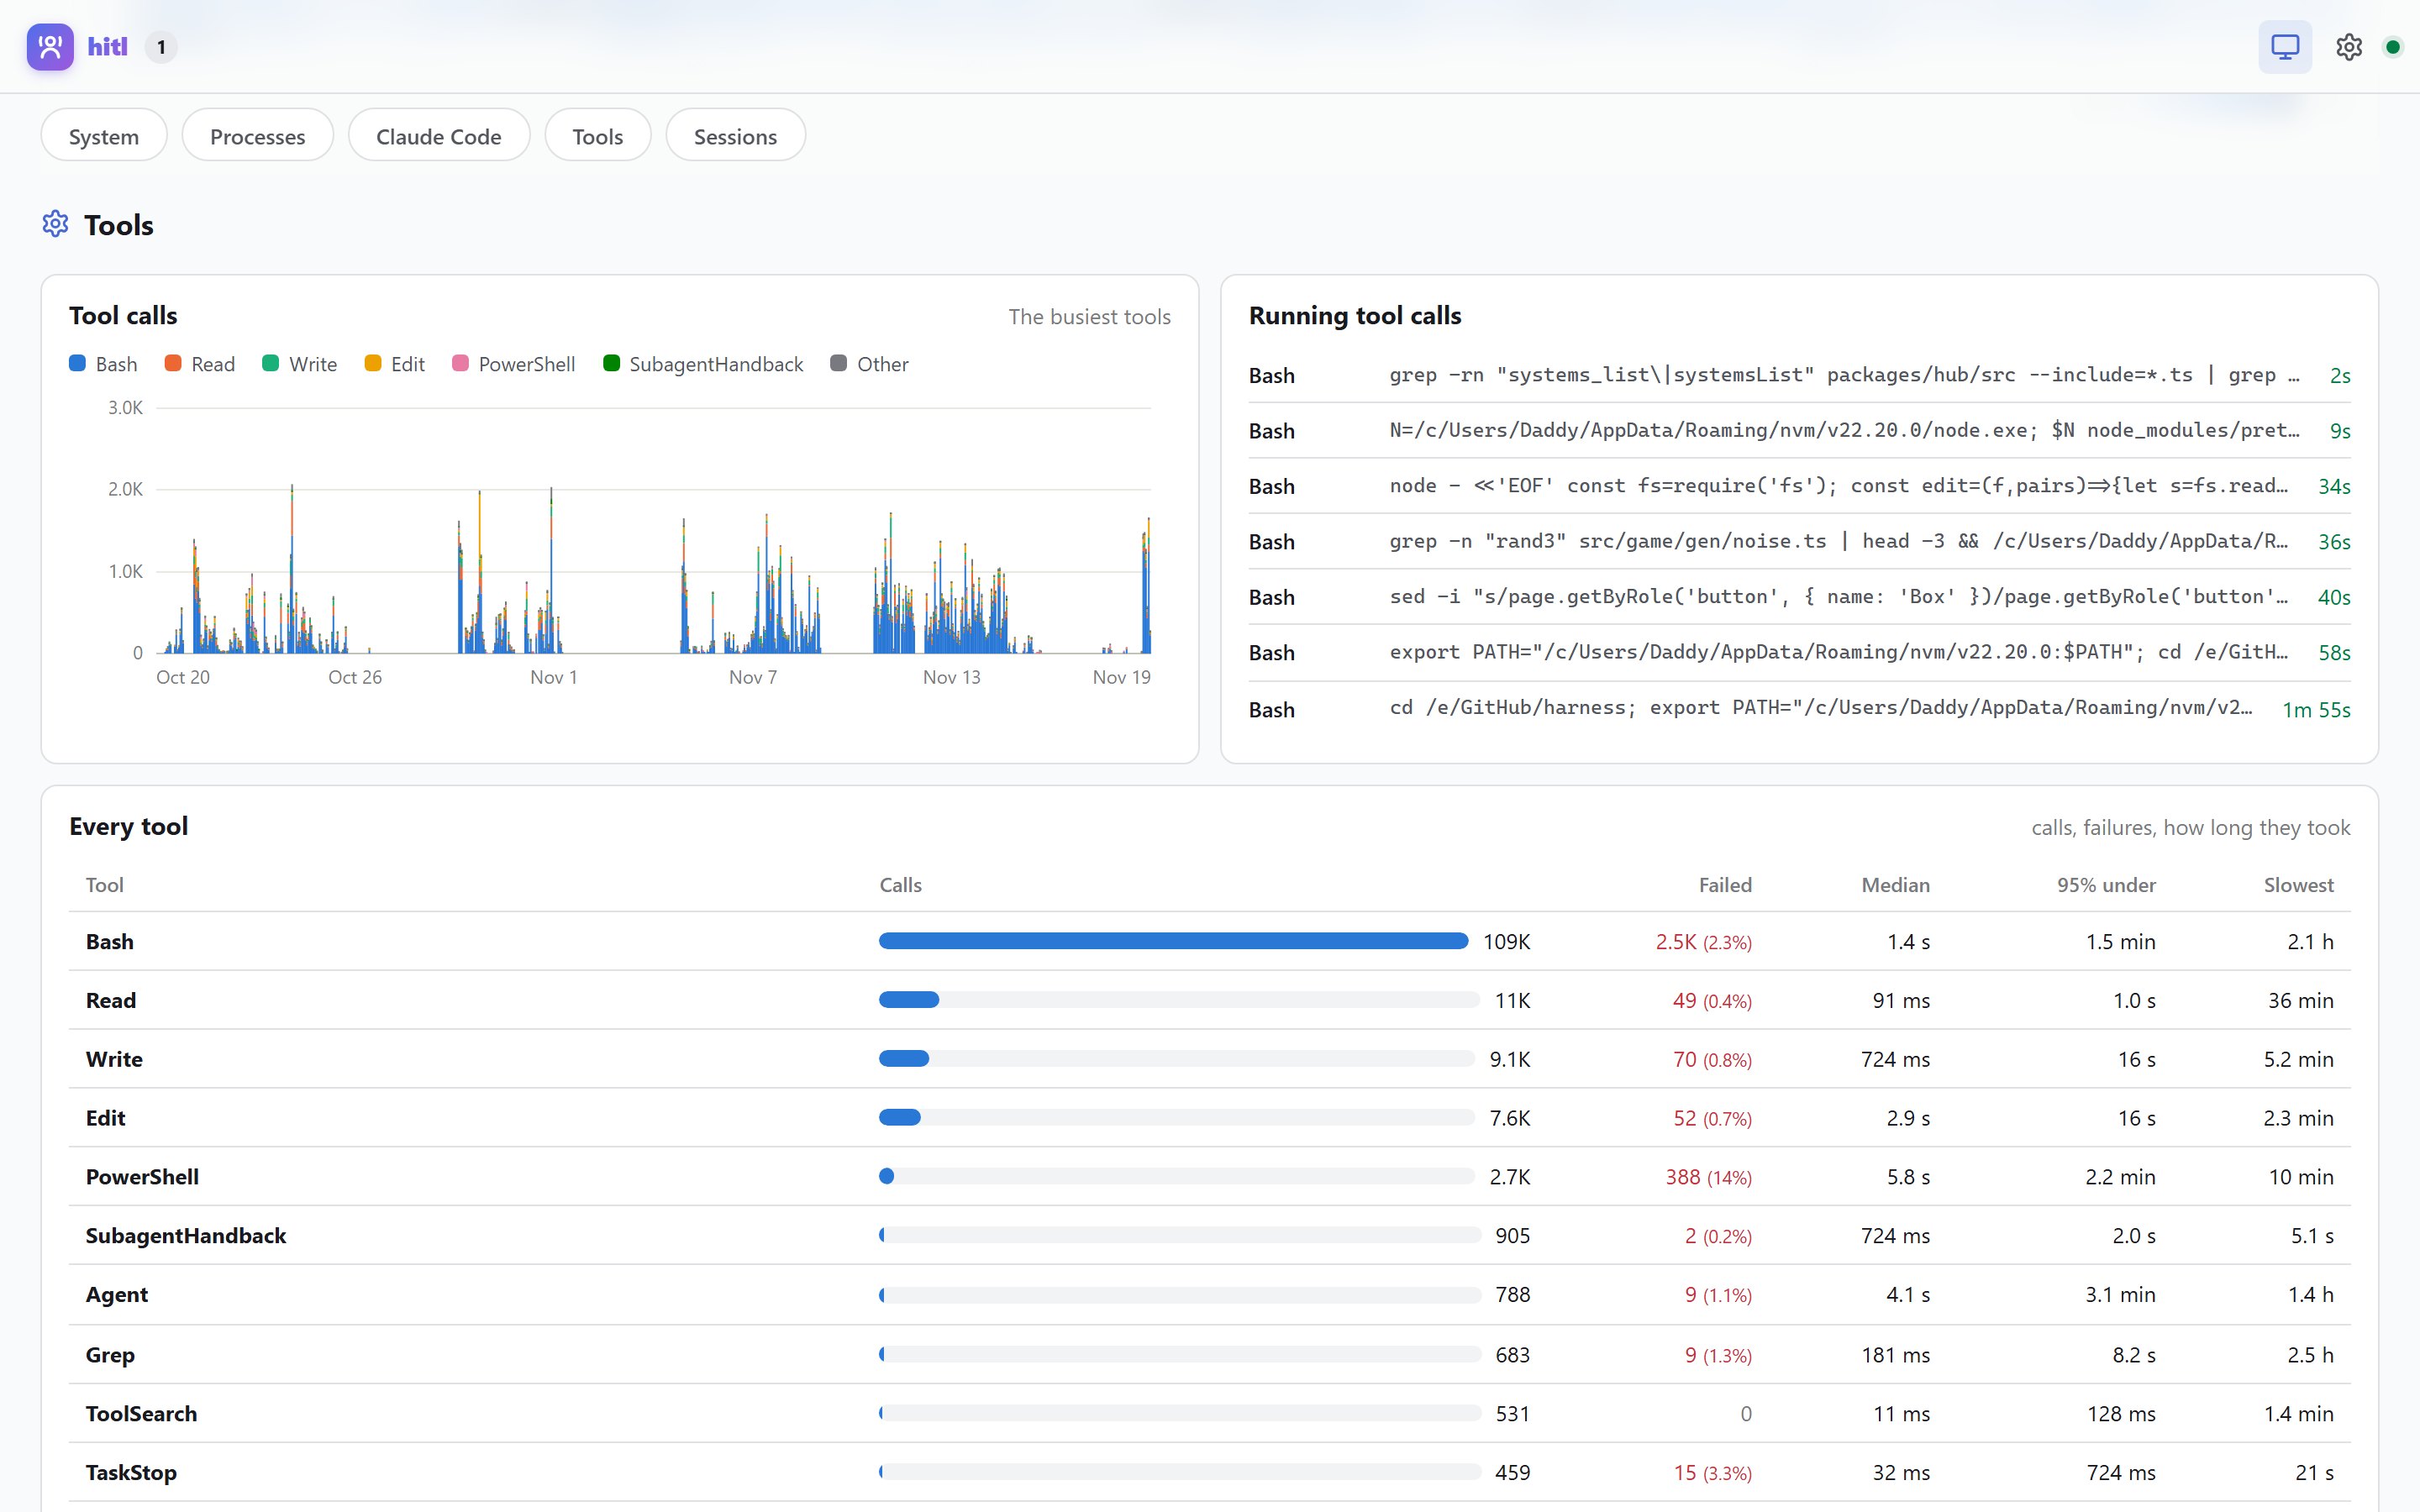 hitl 1
System Processes Claude Code Tools Sessions
Tools
Tool calls The busiest tools
Bash Read Write Edit PowerShell SubagentHandback Other
3.0K
2.0K
1.0K
0
Oct 20 Oct 26 Nov 1 Nov 7 Nov 13 Nov 19
Running tool calls
Bash grep -rn "systems_list\|systemsList" packages/hub/src --include=*.ts | grep … 2s
Bash N=/c/Users/Daddy/AppData/Roaming/nvm/v22.20.0/node.exe; $N node_modules/pret… 9s
Bash node - <<'EOF' const fs=require('fs'); const edit=(f,pairs)=>{let s=fs.read… 34s
Bash grep -n "rand3" src/game/gen/noise.ts | head -3 && /c/Users/Daddy/AppData/R… 36s
Bash sed -i "s/page.getByRole('button', { name: 'Box' })/page.getByRole('button'… 40s
Bash export PATH="/c/Users/Daddy/AppData/Roaming/nvm/v22.20.0:$PATH"; cd /e/GitH… 58s
Bash cd /e/GitHub/harness; export PATH="/c/Users/Daddy/AppData/Roaming/nvm/v2… 1m 55s
Every tool calls, failures, how long they took
Tool Calls Failed Median 95% under Slowest
Bash 109K 2.5K (2.3%) 1.4 s 1.5 min 2.1 h
Read 11K 49 (0.4%) 91 ms 1.0 s 36 min
Write 9.1K 70 (0.8%) 724 ms 16 s 5.2 min
Edit 7.6K 52 (0.7%) 2.9 s 16 s 2.3 min
PowerShell 2.7K 388 (14%) 5.8 s 2.2 min 10 min
SubagentHandback 905 2 (0.2%) 724 ms 2.0 s 5.1 s
Agent 788 9 (1.1%) 4.1 s 3.1 min 1.4 h
Grep 683 9 (1.3%) 181 ms 8.2 s 2.5 h
ToolSearch 531 0 11 ms 128 ms 1.4 min
TaskStop 459 15 (3.3%) 32 ms 724 ms 21 s